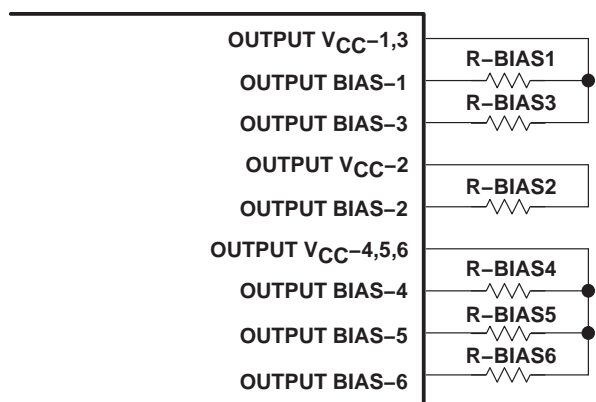 OUTPUT VCC−1,3
R−BIAS1
OUTPUT BIAS−1
R−BIAS3
OUTPUT BIAS−3
OUTPUT VCC−2
R−BIAS2
OUTPUT BIAS−2
OUTPUT VCC−4,5,6
R−BIAS4
OUTPUT BIAS−4
R−BIAS5
OUTPUT BIAS−5
R−BIAS6
OUTPUT BIAS−6